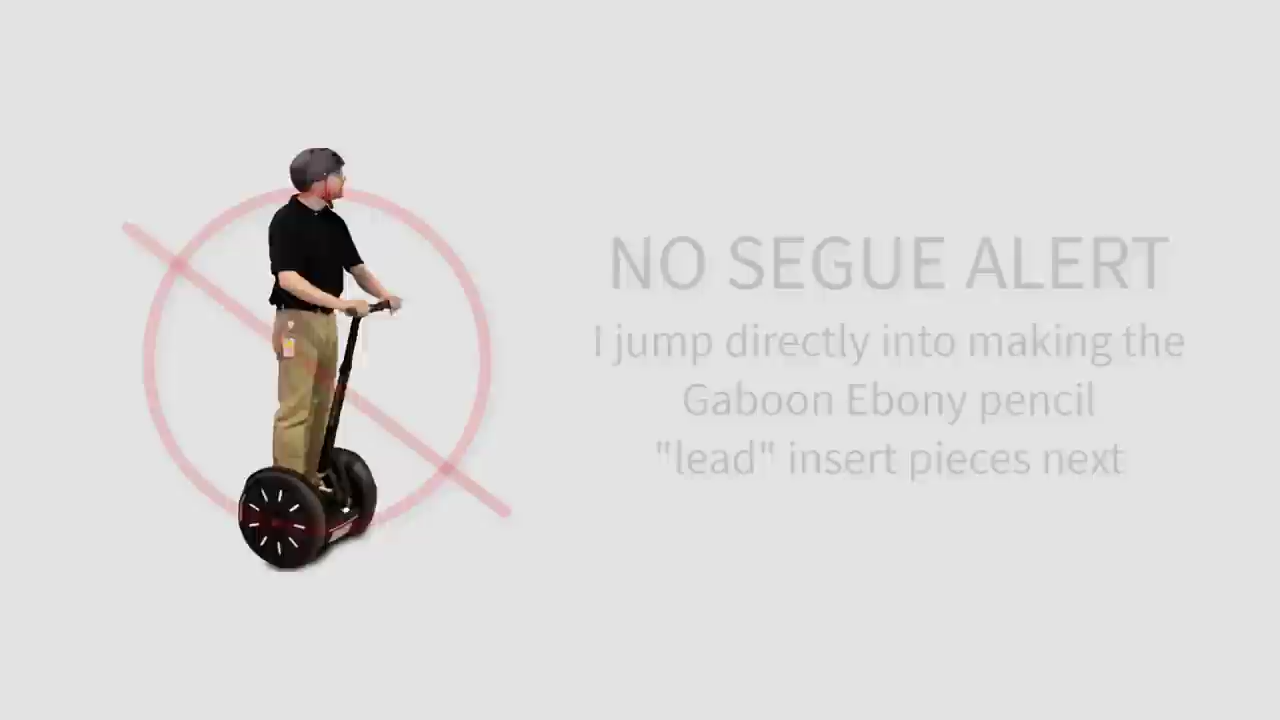 NO SEGUE ALERT
I jump directly into making the
Gaboon Ebony pencil
"lead" insert pieces next